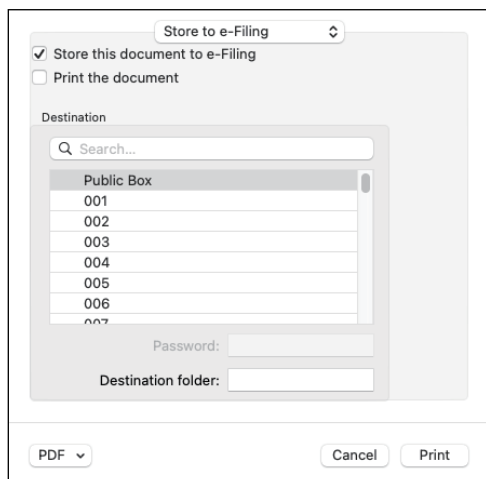 Store to e-Filing
Store this document to e-Filing
Print the document
Destination
Search...
Public Box
001
002
003
004
005
006
007
Password:
Destination folder:
PDF
Cancel
Print